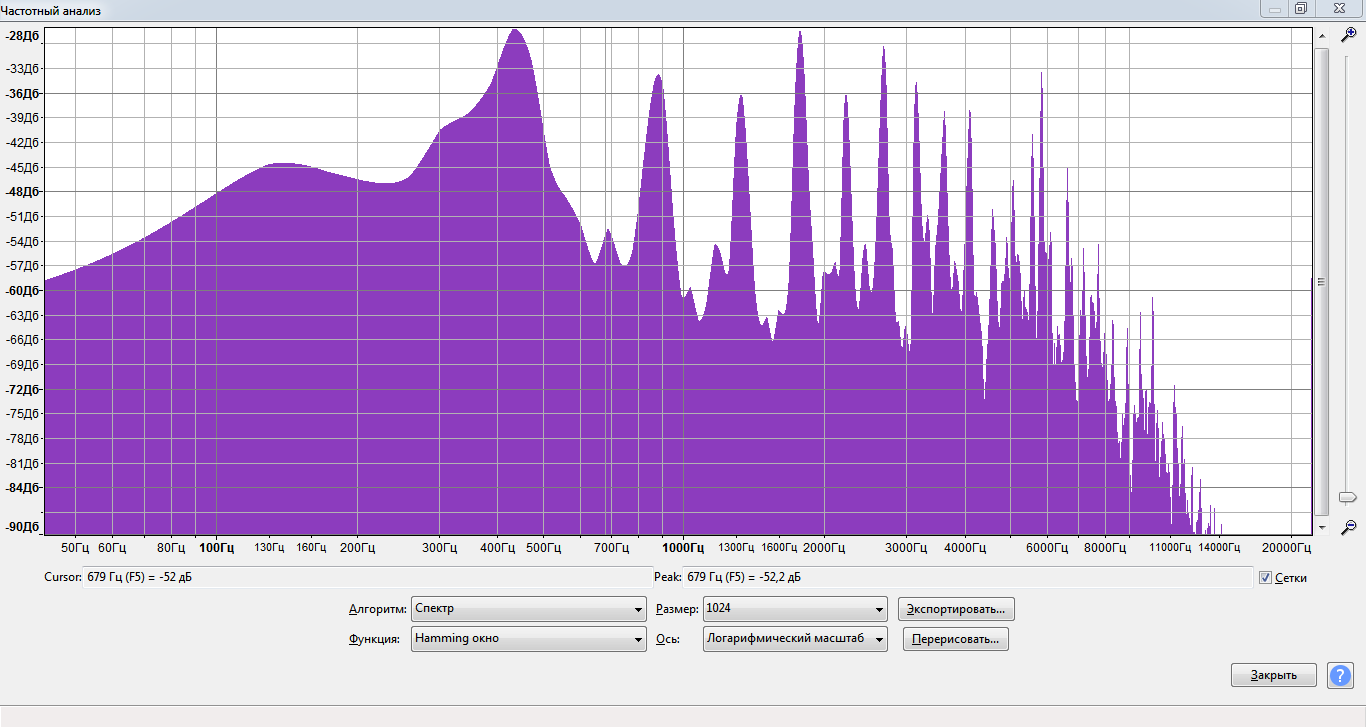 Частотный анализ
-28Дб
-33Дб
-36Дб
-39Дб
-42Дб
-45Дб
-48Дб
-51Дб
-54Дб
-57Дб
-60Дб
-63Дб
-66Дб
-69Дб
-72Дб
-75Дб
-78Дб
-81Дб
-84Дб
-90Дб
50Гц 60Гц 80Гц 100Гц 130Гц 160Гц 200Гц 300Гц 400Гц 500Гц 700Гц 1000Гц 1300Гц 1600Гц 2000Гц 3000Гц 4000Гц 6000Гц 8000Гц 11000Гц 14000Гц 20000Гц
Cursor: 679 Гц (F5) = -52 дБ Peak: 679 Гц (F5) = -52,2 дБ Сетки
Алгоритм: Спектр Размер: 1024 Экспортировать...
Функция: Hamming окно Ось: Логарифмический масштаб Перерисовать...
Закрыть ?